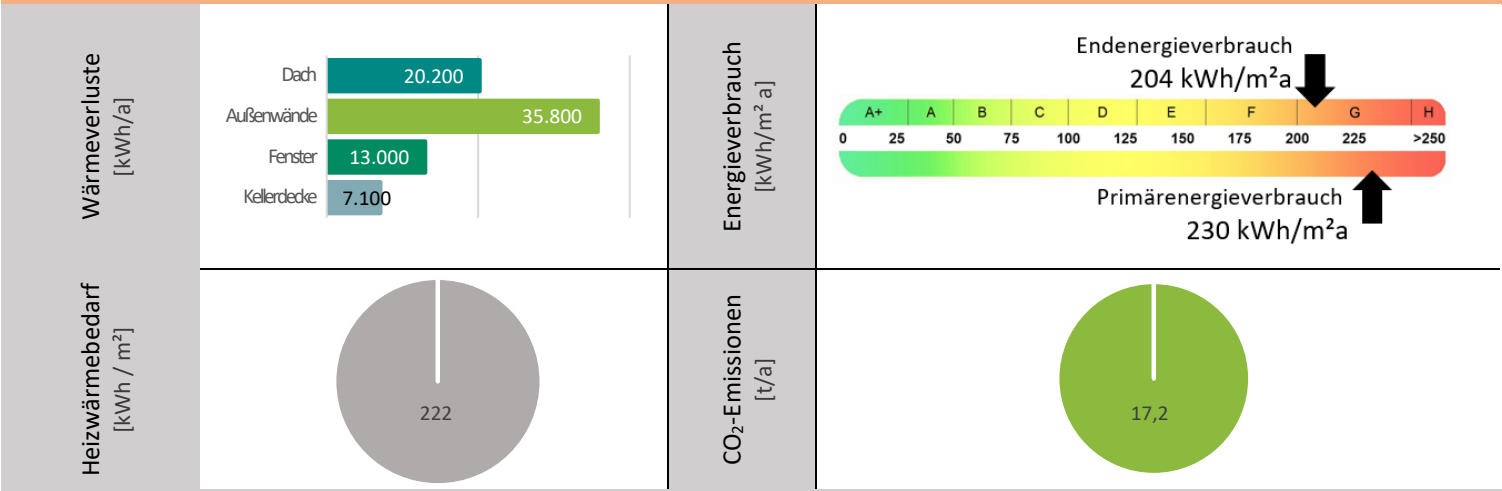 Wärmeverluste
[kWh/a]
Dach
20.200
Außenwände
35.800
Fenster
13.000
Kellerdecke
7.100
Energieverbrauch
[kWh/m² a]
Endenergieverbrauch
204 kWh/m²a
A+ A B C D E F G H
0 25 50 75 100 125 150 175 200 225 >250
Primärenergieverbrauch
230 kWh/m²a
Heizwärmebedarf
[kWh / m²]
222
CO₂-Emissionen
[t/a]
17,2